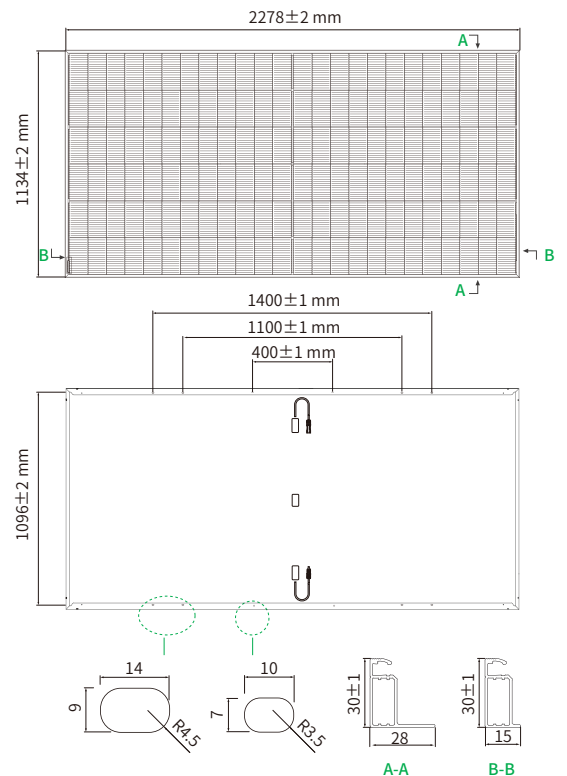 2278±2 mm
A
1134±2 mm
B
B
A
1400±1 mm
1100±1 mm
400±1 mm
1096±2 mm
14
9
R4.5
10
7
R3.5
30±1
28
A-A
30±1
15
B-B